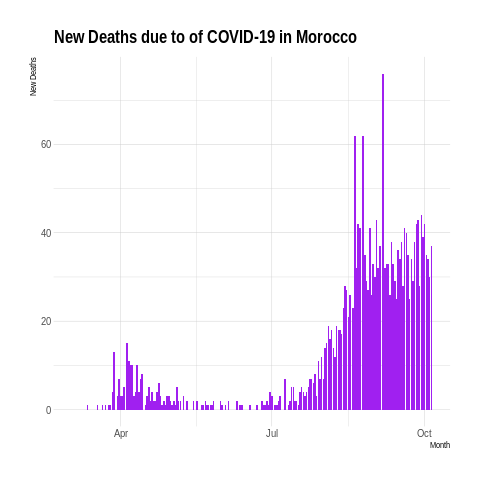 New Deaths due to of COVID-19 in Morocco
New Deaths
60
40
20
0
Apr
Jul
Oct
Month